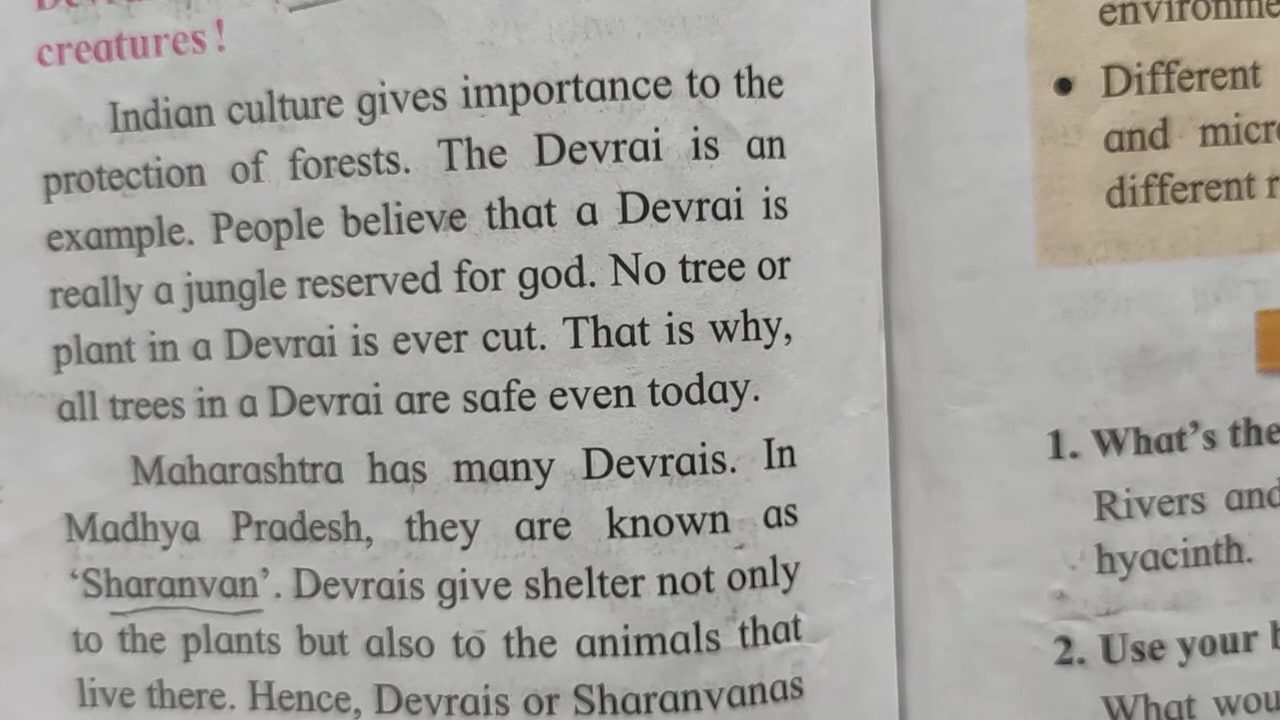 creatures!
Indian culture gives importance to the
protection of forests. The Devrai is an
example. People believe that a Devrai is
really a jungle reserved for god. No tree or
plant in a Devrai is ever cut. That is why,
all trees in a Devrai are safe even today.
Maharashtra has many Devrais. In
Madhya Pradesh, they are known as
‘Sharanvan’. Devrais give shelter not only
to the plants but also to the animals that
live there. Hence, Devrais or Sharanvanas
• Different
and
different
1. What’s the
Rivers and
hyacinth.
2. Use your
What